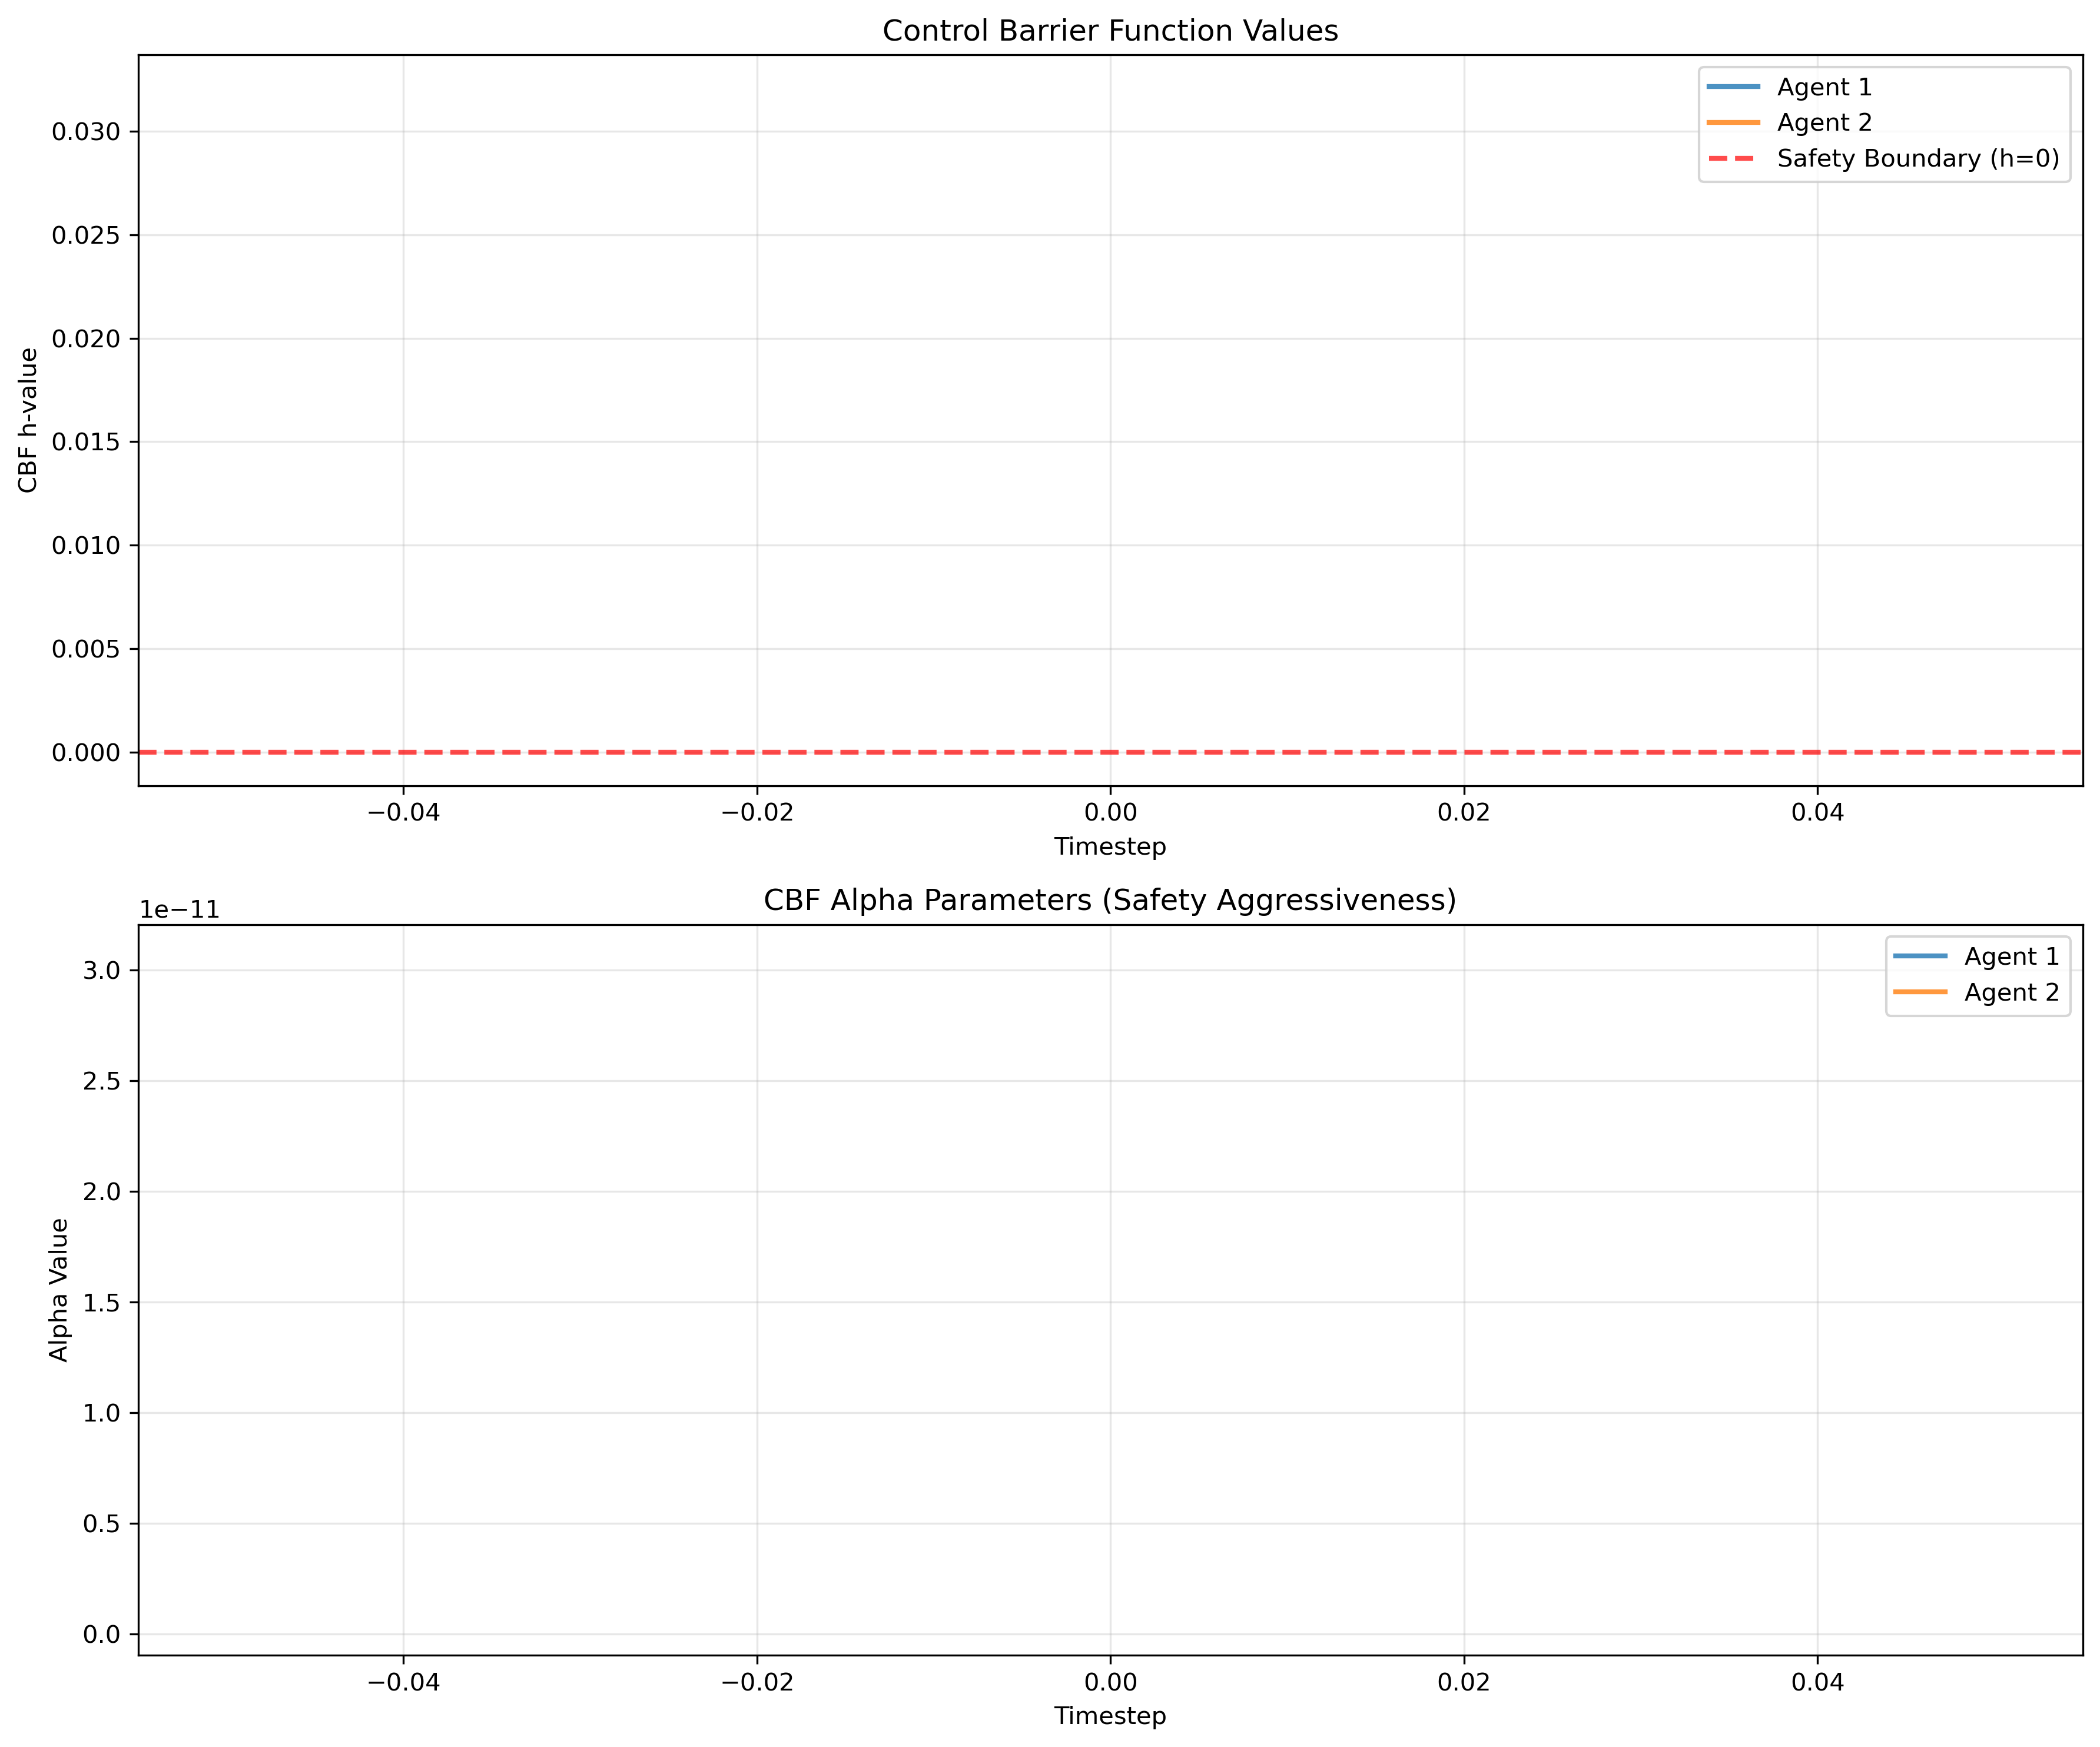 Control Barrier Function Values
Agent 1
Agent 2
Safety Boundary (h=0)
CBF h-value
0.030
0.025
0.020
0.015
0.010
0.005
0.000
−0.04
−0.02
0.00
0.02
0.04
Timestep
CBF Alpha Parameters (Safety Aggressiveness)
1e−11
Agent 1
Agent 2
Alpha Value
3.0
2.5
2.0
1.5
1.0
0.5
0.0
−0.04
−0.02
0.00
0.02
0.04
Timestep